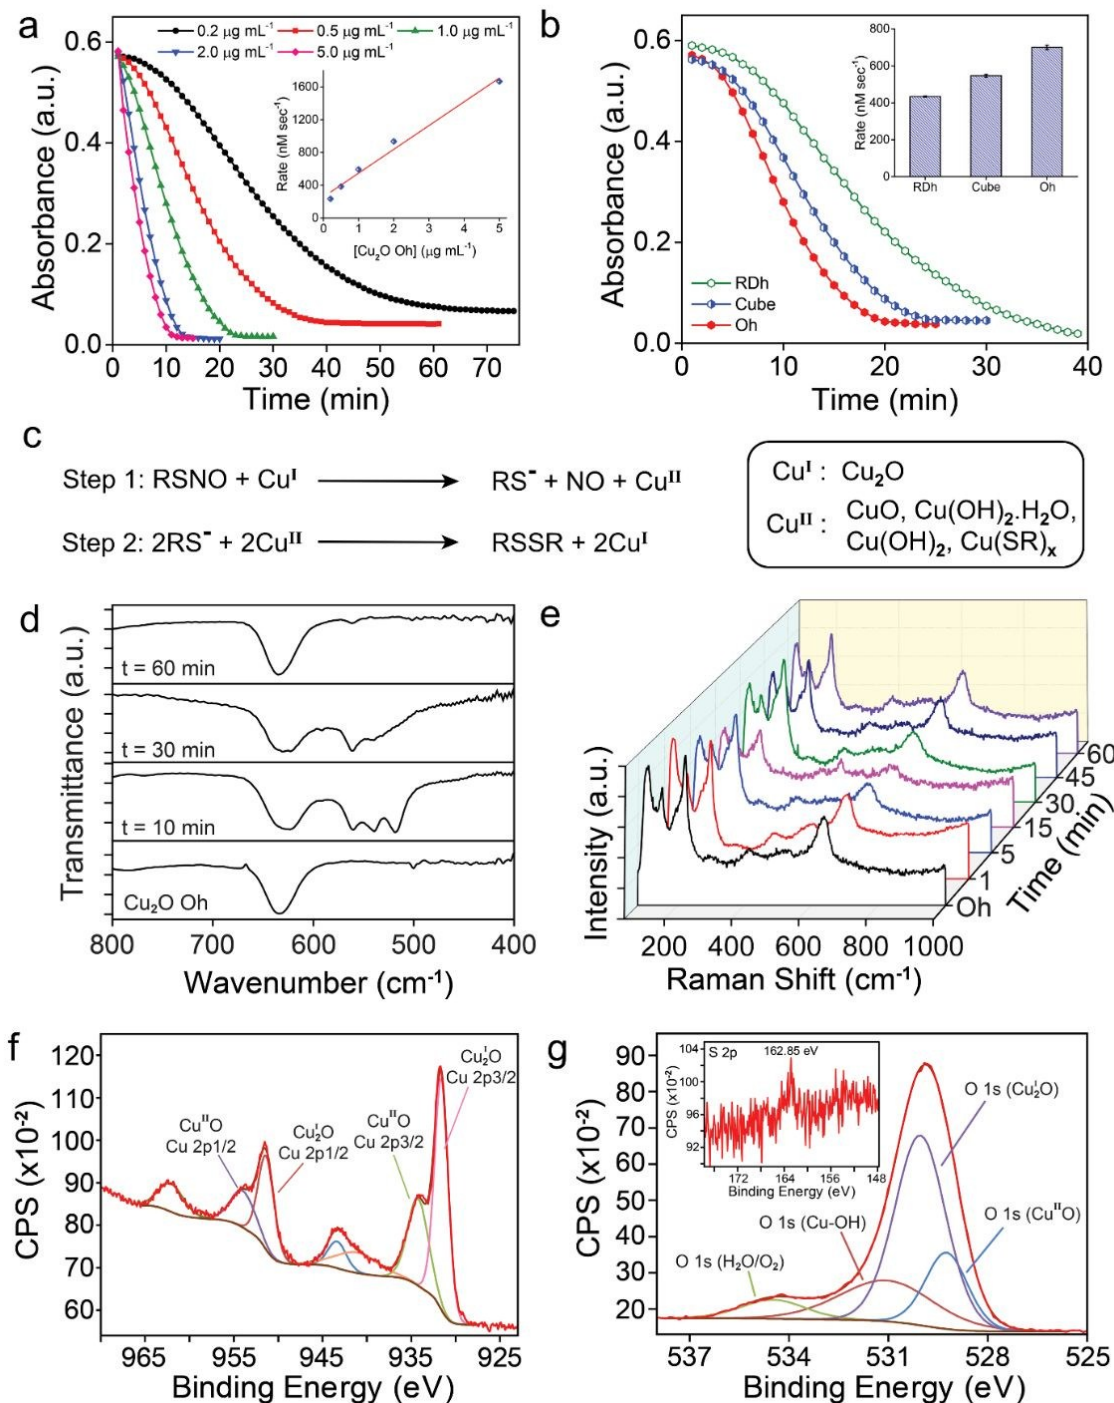 a
0.2 µg mL⁻¹ 0.5 µg mL⁻¹ 1.0 µg mL⁻¹
2.0 µg mL⁻¹ 5.0 µg mL⁻¹
Absorbance (a.u.)
0.6
0.4
0.2
0.0
0 10 20 30 40 50 60 70
Time (min)
Rate (nM sec⁻¹)
1600
1200
800
400
0
0 1 2 3 4 5
[Cu₂O Oh] (µg mL⁻¹)
b
Absorbance (a.u.)
0.6
0.4
0.2
0.0
RDh
Cube
Oh
0 10 20 30 40
Time (min)
Rate (nM sec⁻¹)
800
600
400
200
0
RDh Cube Oh
c
Step 1: RSNO + Cuᴵ → RS⁻ + NO + Cuᴵᴵ
Step 2: 2RS⁻ + 2Cuᴵᴵ → RSSR + 2Cuᴵ
Cuᴵ : Cu₂O
Cuᴵᴵ : CuO, Cu(OH)₂.H₂O,
Cu(OH)₂, Cu(SR)ₓ
d
Transmittance (a.u.)
t = 60 min
t = 30 min
t = 10 min
Cu₂O Oh
800 700 600 500 400
Wavenumber (cm⁻¹)
e
Intensity (a.u.)
200 400 600 800 1000
Raman Shift (cm⁻¹)
Oh
1
5
15
30
45
60
Time (min)
f
CPS (x10⁻²)
120
110
100
90
80
70
60
CuᴵᴵO
Cu 2p1/2
Cu₂ᴵO
Cu 2p1/2
CuᴵᴵO
Cu 2p3/2
Cu₂ᴵO
Cu 2p3/2
965 955 945 935 925
Binding Energy (eV)
g
CPS (x10⁻²)
90
80
70
60
50
40
30
20
S 2p 162.85 eV
CPS (x10⁻²)
104
100
96
92
172 164 156 148
Binding Energy (eV)
O 1s (Cu₂ᴵO)
O 1s (Cu-OH)
O 1s (CuᴵᴵO)
O 1s (H₂O/O₂)
537 534 531 528 525
Binding Energy (eV)